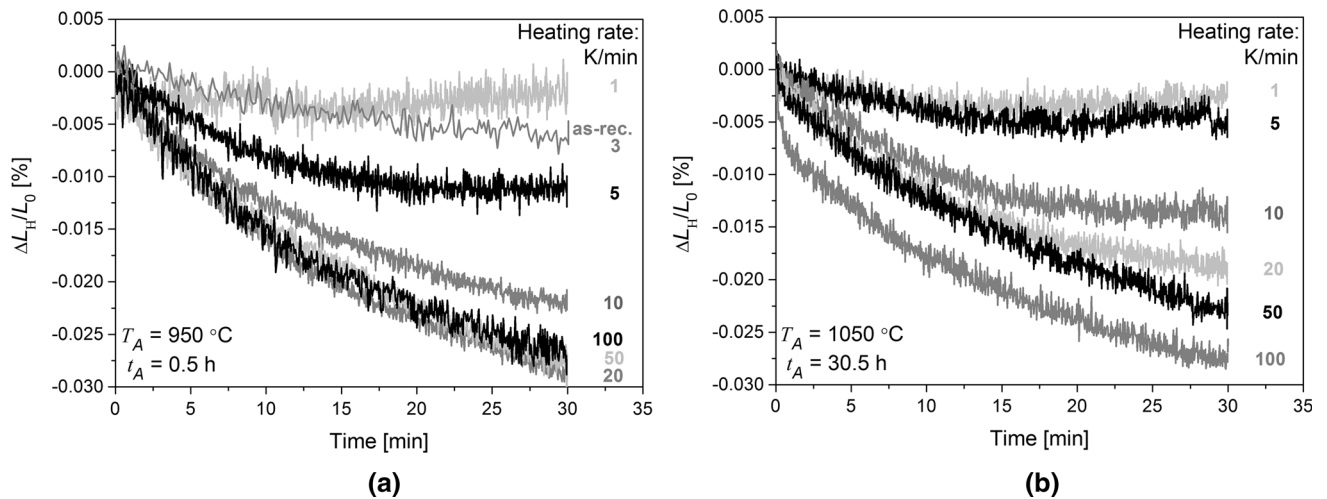 Heating rate:
K/min
0.005
0.000
-0.005
-0.010
-0.015
-0.020
-0.025
-0.030
ΔL_H/L_0 [%]
1
as-rec.
3
5
10
100
50
20
T_A = 950 °C
t_A = 0.5 h
0 5 10 15 20 25 30 35
Time [min]
(a)
Heating rate:
K/min
0.005
0.000
-0.005
-0.010
-0.015
-0.020
-0.025
-0.030
ΔL_H/L_0 [%]
1
5
10
20
50
100
T_A = 1050 °C
t_A = 30.5 h
0 5 10 15 20 25 30 35
Time [min]
(b)